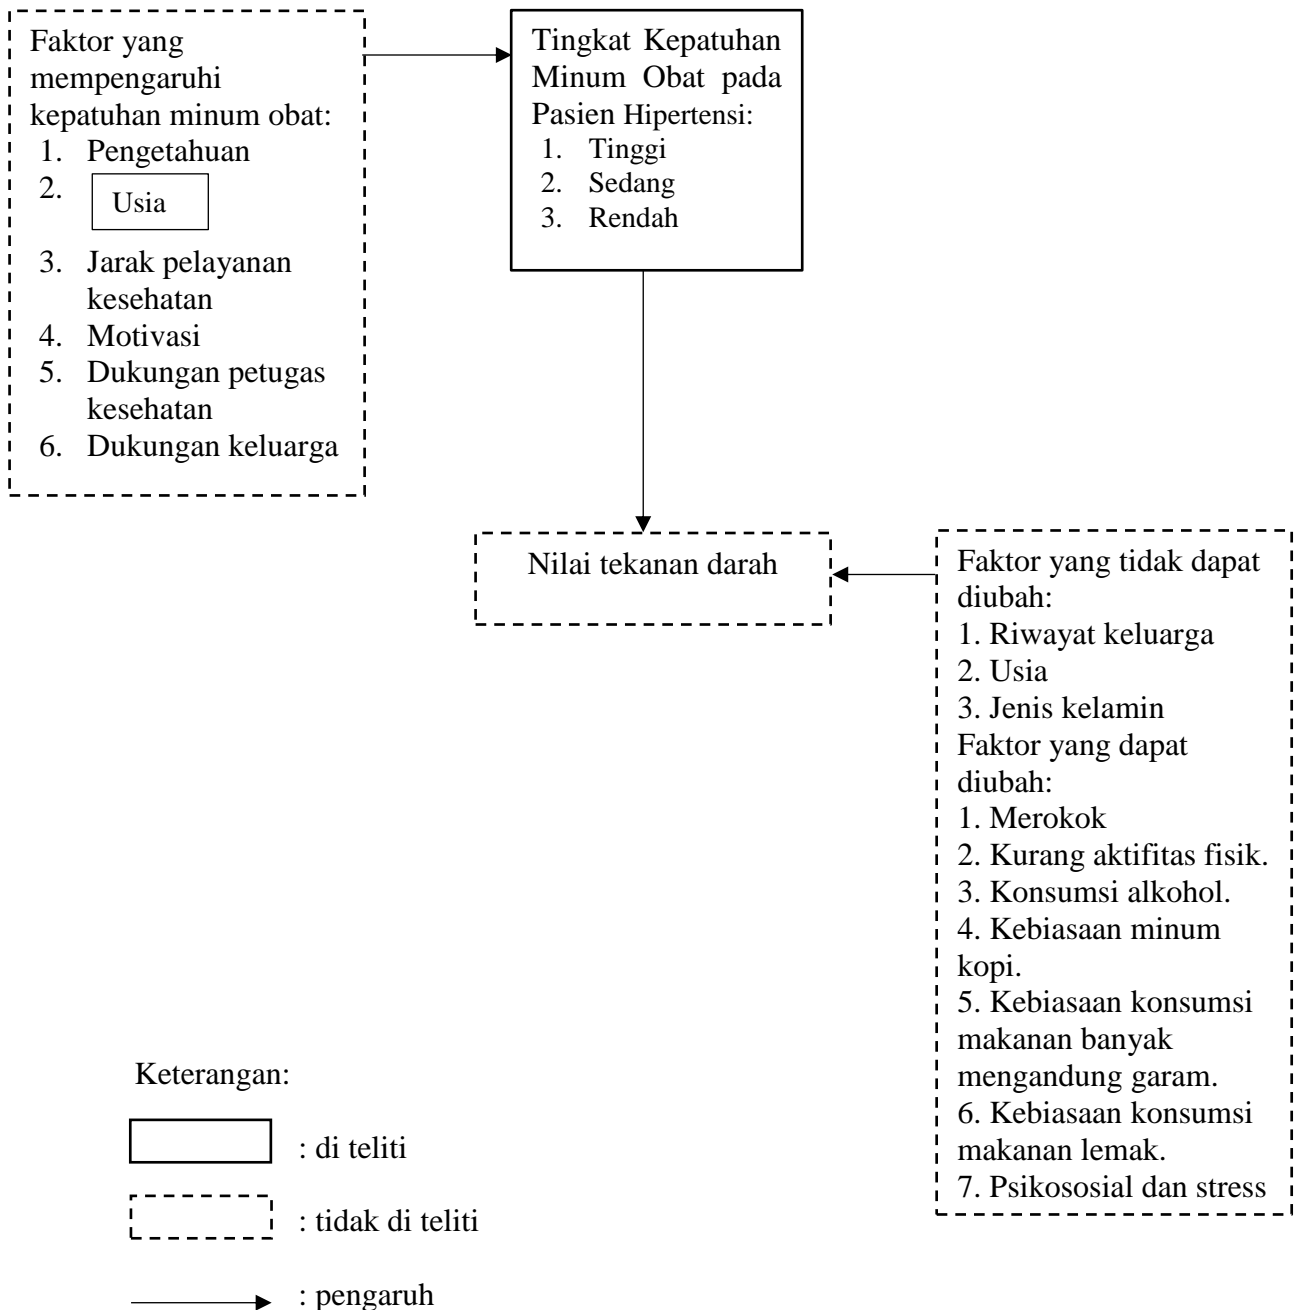 Faktor yang
mempengaruhi
kepatuhan minum obat:
1. Pengetahuan
2. Usia
3. Jarak pelayanan
kesehatan
4. Motivasi
5. Dukungan petugas
kesehatan
6. Dukungan keluarga
Tingkat Kepatuhan
Minum Obat pada
Pasien Hipertensi:
1. Tinggi
2. Sedang
3. Rendah
Nilai tekanan darah
Faktor yang tidak dapat
diubah:
1. Riwayat keluarga
2. Usia
3. Jenis kelamin
Faktor yang dapat
diubah:
1. Merokok
2. Kurang aktifitas fisik.
3. Konsumsi alkohol.
4. Kebiasaan minum
kopi.
5. Kebiasaan konsumsi
makanan banyak
mengandung garam.
6. Kebiasaan konsumsi
makanan lemak.
7. Psikososial dan stress
Keterangan:
: di teliti
: tidak di teliti
: pengaruh